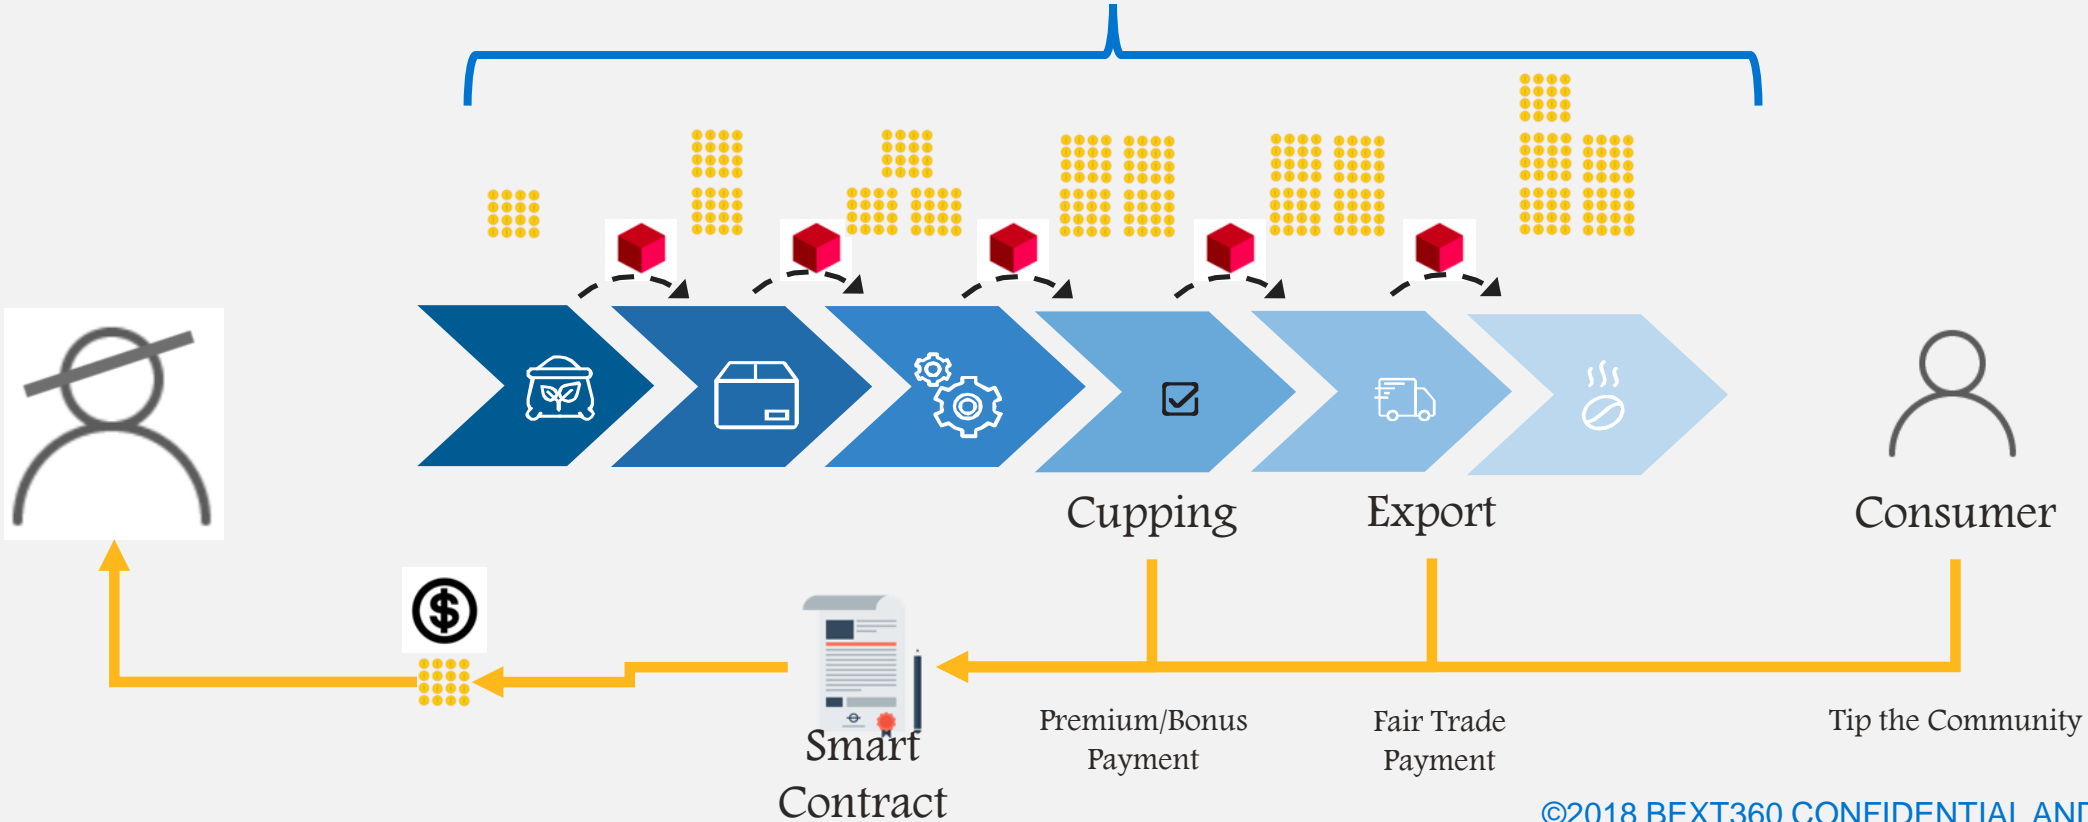 Cupping
Export
Consumer
Smart
Contract
Premium/Bonus
Payment
Fair Trade
Payment
Tip the Community
©2018 BEXT360 CONFIDENTIAL AND